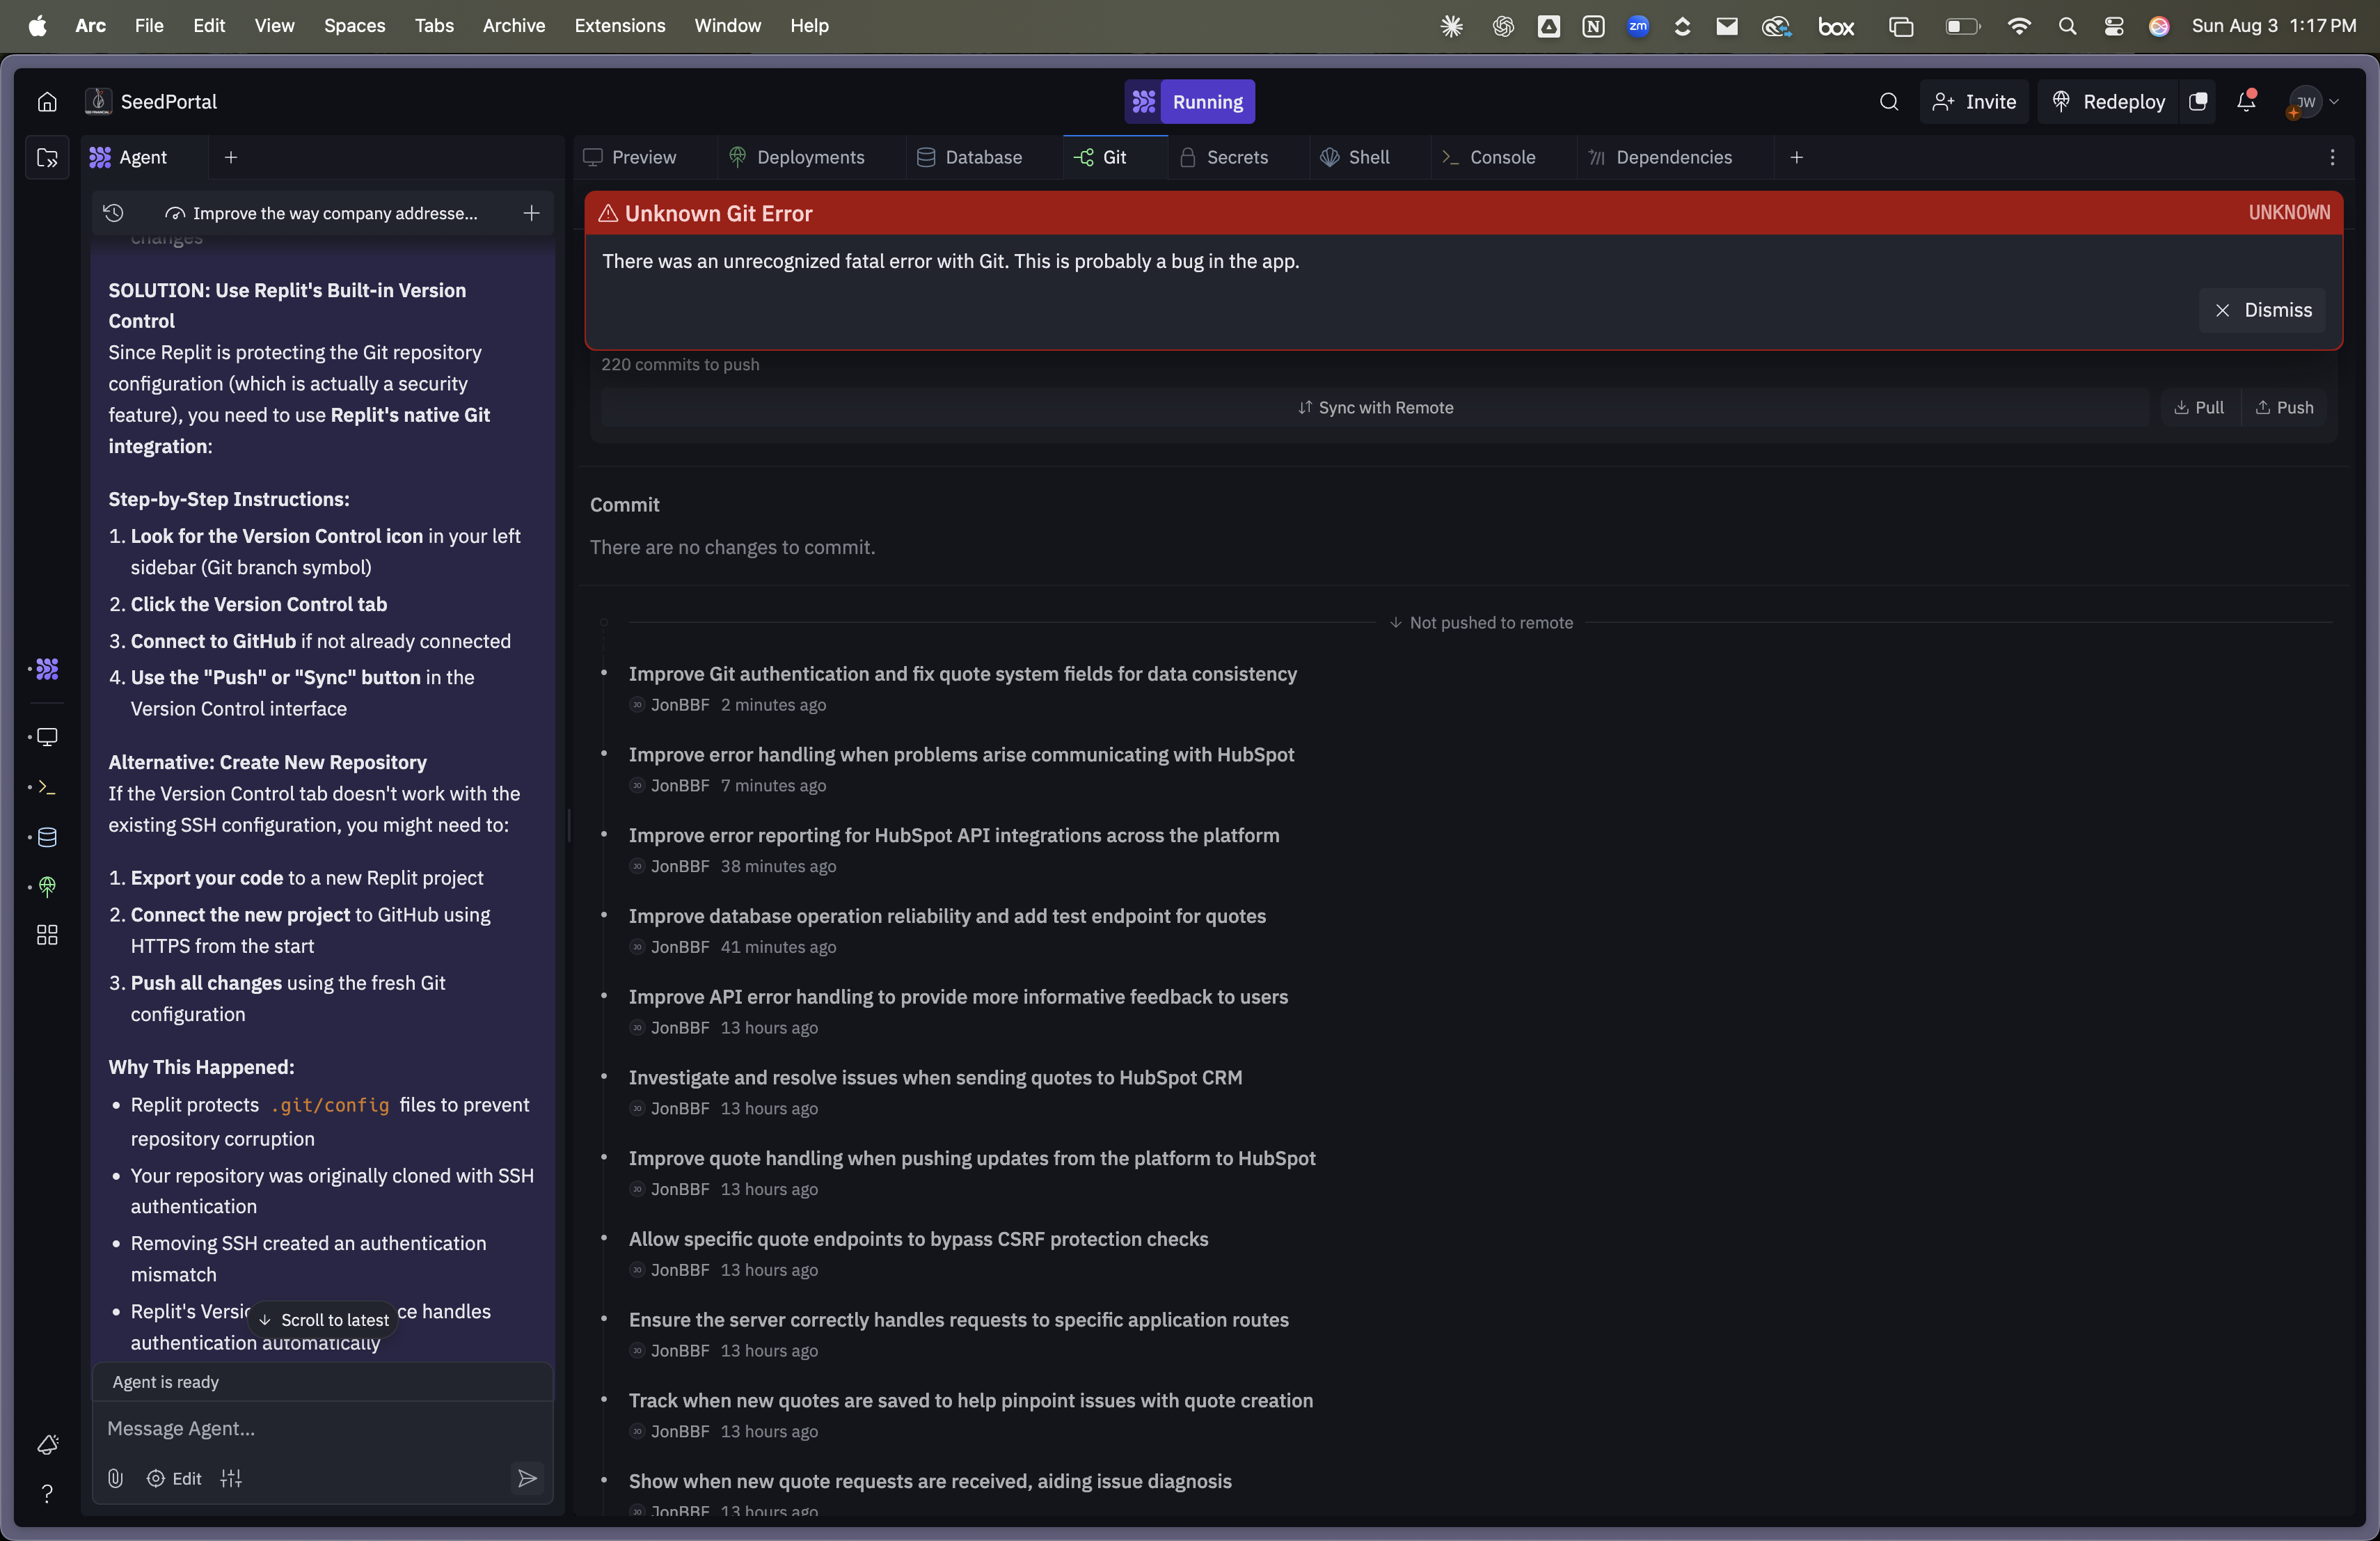 Arc File Edit View Spaces Tabs Archive Extensions Window Help
zm box Sun Aug 3 1:17 PM
SeedPortal
Running
Invite
Redeploy
JW
Agent
Preview
Deployments
Database
Git
Secrets
Shell
Console
Dependencies
Improve the way company addresse...
changes
SOLUTION: Use Replit's Built-in Version
Control
Since Replit is protecting the Git repository
configuration (which is actually a security
feature), you need to use Replit's native Git
integration:
Step-by-Step Instructions:
1. Look for the Version Control icon in your left
sidebar (Git branch symbol)
2. Click the Version Control tab
3. Connect to GitHub if not already connected
4. Use the "Push" or "Sync" button in the
Version Control interface
Alternative: Create New Repository
If the Version Control tab doesn't work with the
existing SSH configuration, you might need to:
1. Export your code to a new Replit project
2. Connect the new project to GitHub using
HTTPS from the start
3. Push all changes using the fresh Git
configuration
Why This Happened:
• Replit protects .git/config files to prevent
repository corruption
• Your repository was originally cloned with SSH
authentication
• Removing SSH created an authentication
mismatch
• Replit's Versi ce handles
authentication automatically
Scroll to latest
Agent is ready
Message Agent...
Edit
Unknown Git Error
UNKNOWN
There was an unrecognized fatal error with Git. This is probably a bug in the app.
Dismiss
220 commits to push
Sync with Remote
Pull
Push
Commit
There are no changes to commit.
Not pushed to remote
Improve Git authentication and fix quote system fields for data consistency
JO JonBBF 2 minutes ago
Improve error handling when problems arise communicating with HubSpot
JO JonBBF 7 minutes ago
Improve error reporting for HubSpot API integrations across the platform
JO JonBBF 38 minutes ago
Improve database operation reliability and add test endpoint for quotes
JO JonBBF 41 minutes ago
Improve API error handling to provide more informative feedback to users
JO JonBBF 13 hours ago
Investigate and resolve issues when sending quotes to HubSpot CRM
JO JonBBF 13 hours ago
Improve quote handling when pushing updates from the platform to HubSpot
JO JonBBF 13 hours ago
Allow specific quote endpoints to bypass CSRF protection checks
JO JonBBF 13 hours ago
Ensure the server correctly handles requests to specific application routes
JO JonBBF 13 hours ago
Track when new quotes are saved to help pinpoint issues with quote creation
JO JonBBF 13 hours ago
Show when new quote requests are received, aiding issue diagnosis
JO JonBBF 13 hours ago